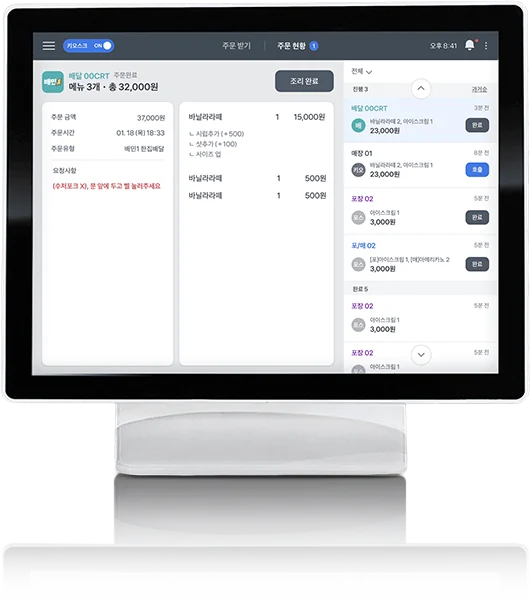 키오스크 ON
주문 받기
주문 현황 1
오후 8:41
배민1
배달 00CRT 주문완료
메뉴 3개 · 총 32,000원
조리 완료
주문 금액 37,000원
주문시간 01.18 (목) 18:33
주문유형 배민1 한집배달
요청사항
(수저포크 X), 문 앞에 두고 벨 눌러주세요
바닐라라떼 1 15,000원
ㄴ 시럽추가 (+500)
ㄴ 샷추가 (+100)
ㄴ 사이즈 업
바닐라라떼 1 500원
바닐라라떼 1 500원
전체
진행 3 과거순
배달 00CRT 3분 전
배 바닐라라떼 2, 아이스크림 1 완료
23,000원
매장 01 6분 전
키오 바닐라라떼 2, 아이스크림 1 호출
23,000원
포장 02 5분 전
포스 아이스크림 1 완료
3,000원
포/매 02 5분 전
포스 [포]아이스크림 1, [매]아메리카노 2 완료
3,000원
완료 5
포장 02 5분 전
포스 아이스크림 1
3,000원
포장 02 5분 전
아이스크림 1